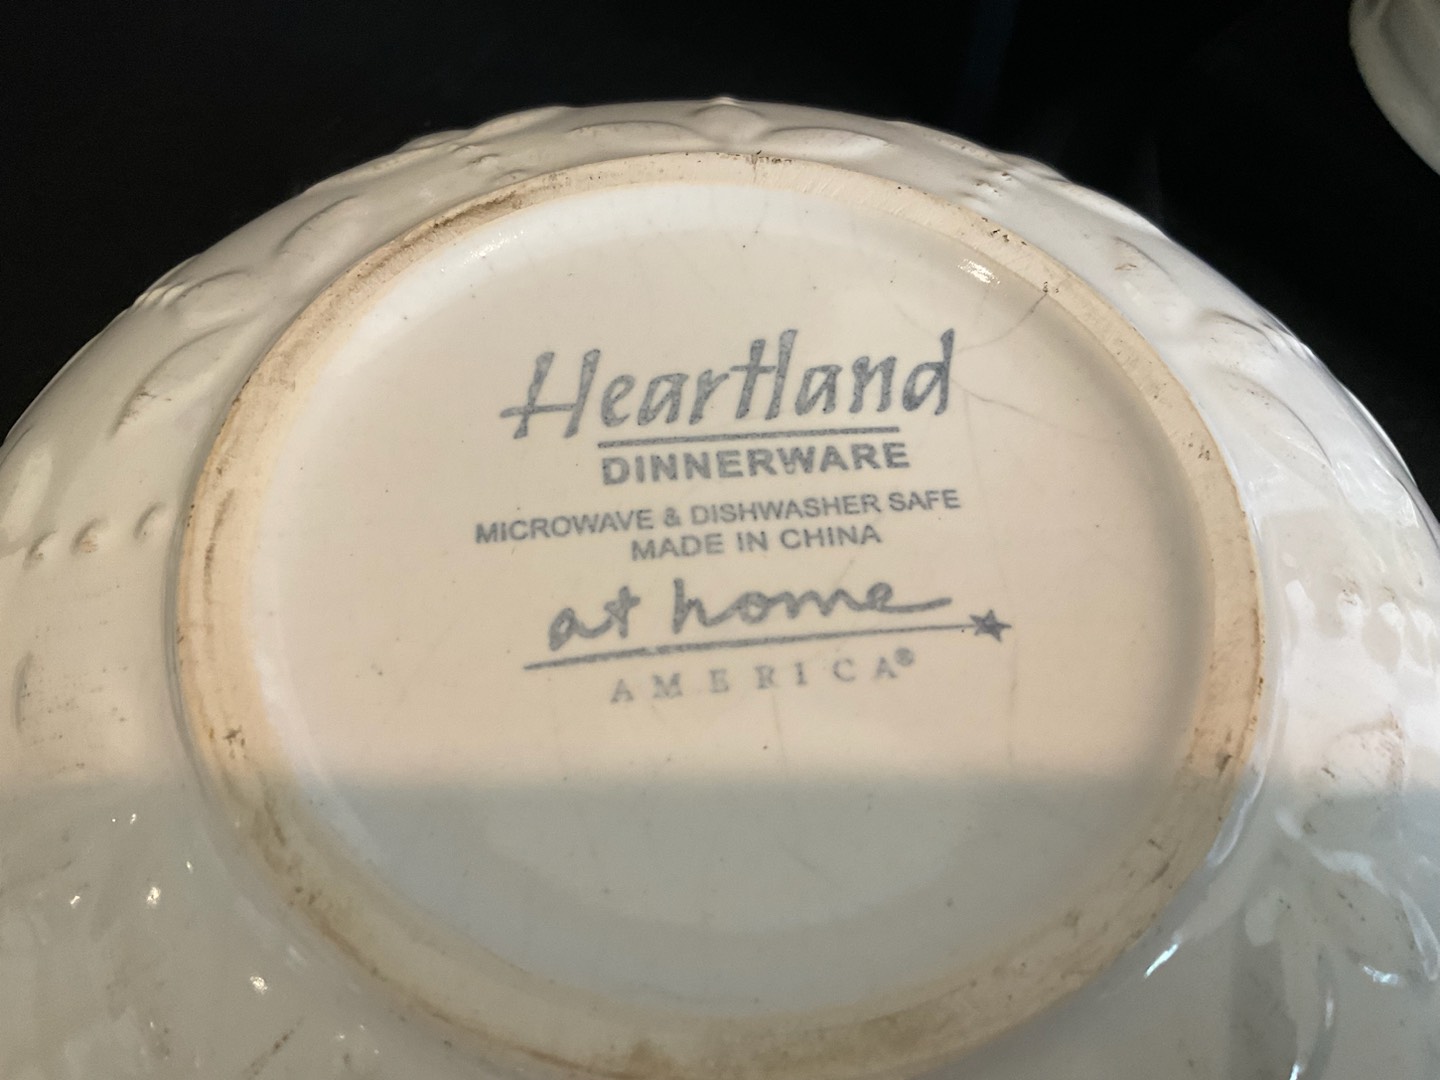 Heartland
DINNERWARE
MICROWAVE & DISHWASHER SAFE
MADE IN CHINA
at home
AMERICA®